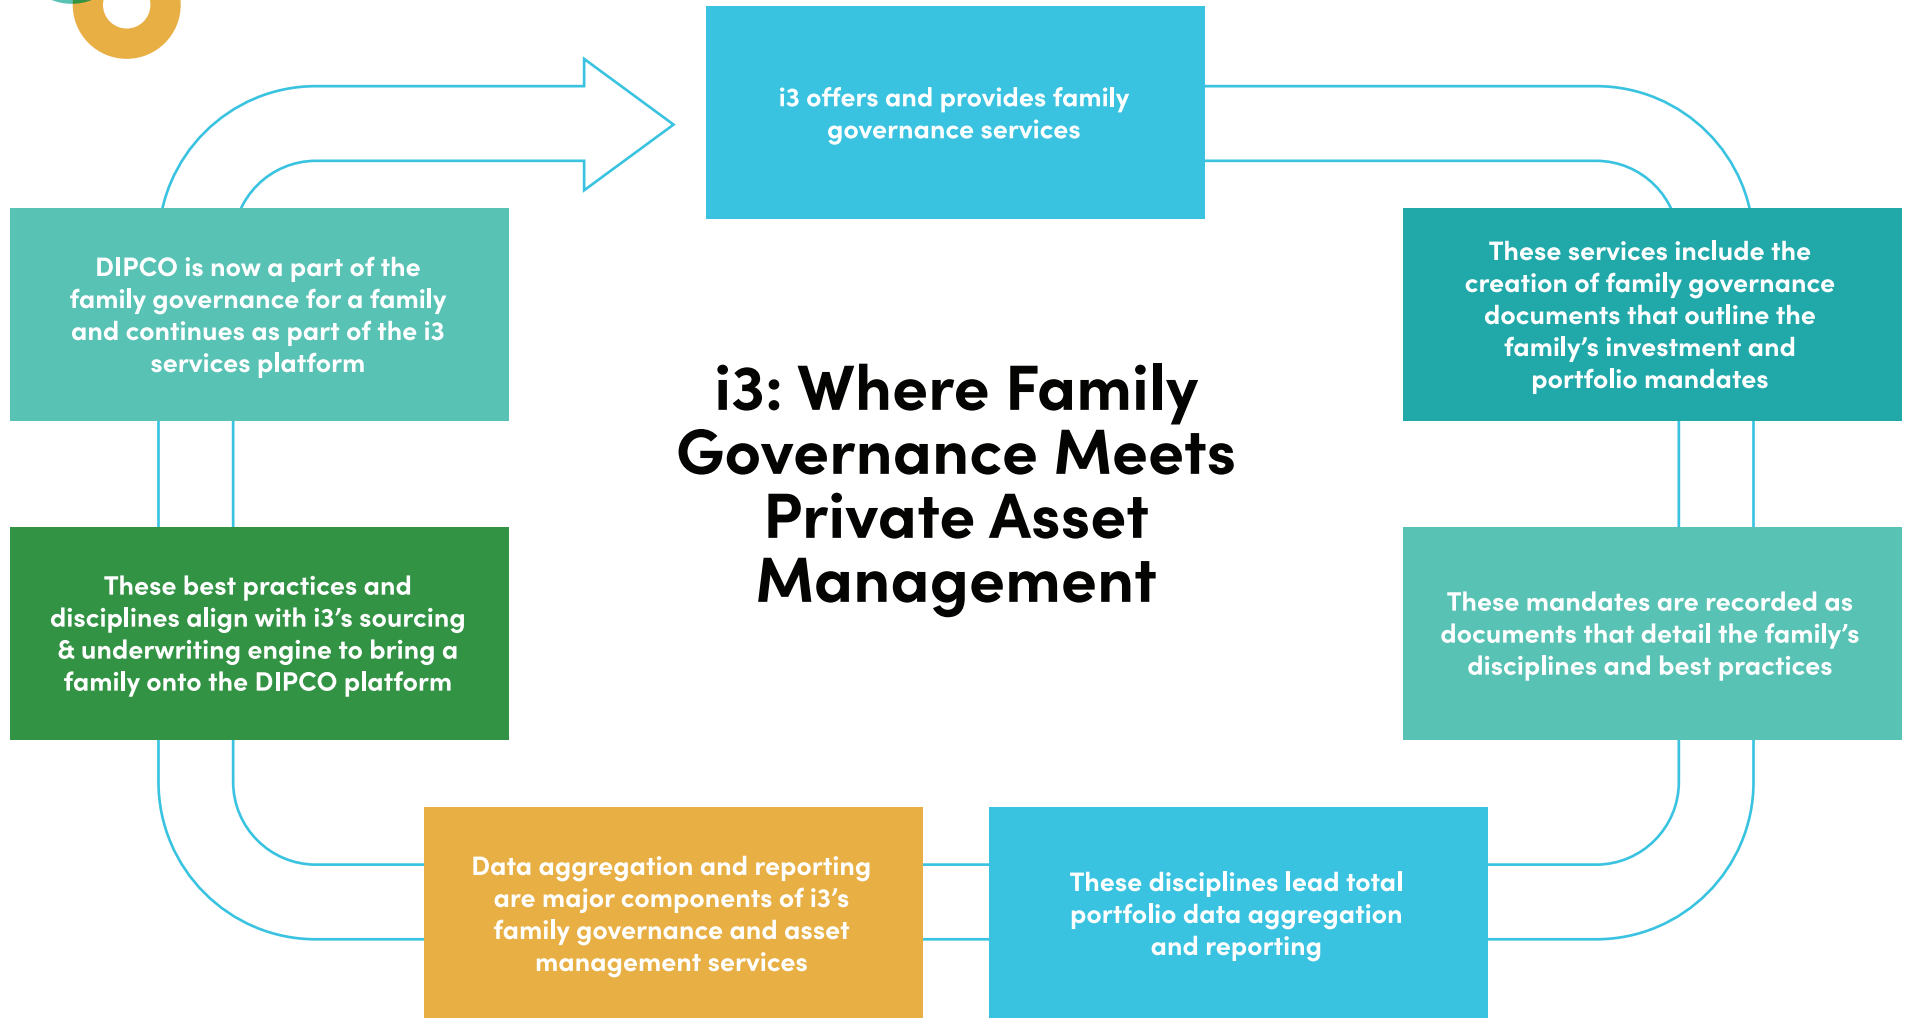 i3 offers and provides family
governance services
These services include the
creation of family governance
documents that outline the
family’s investment and
portfolio mandates
These mandates are recorded as
documents that detail the family’s
disciplines and best practices
These disciplines lead total
portfolio data aggregation
and reporting
Data aggregation and reporting
are major components of i3’s
family governance and asset
management services
These best practices and
disciplines align with i3’s sourcing
& underwriting engine to bring a
family onto the DIPCO platform
DIPCO is now a part of the
family governance for a family
and continues as part of the i3
services platform
i3: Where Family
Governance Meets
Private Asset
Management